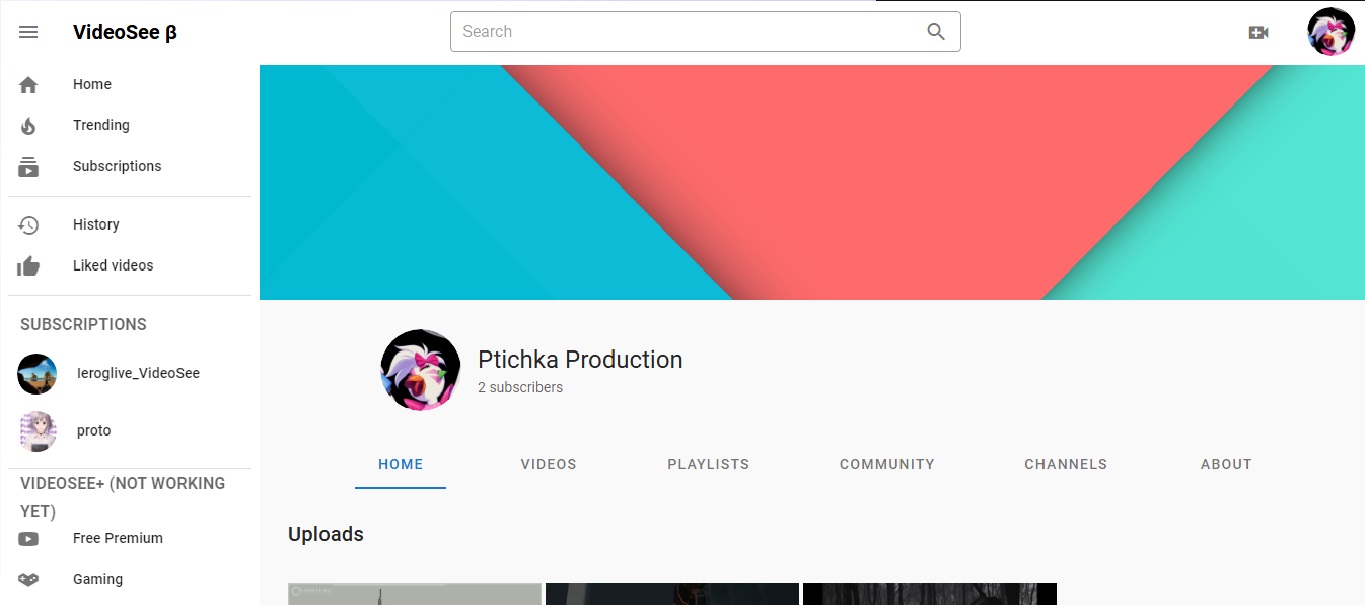 VideoSee β
Search
Home
Trending
Subscriptions
History
Liked videos
SUBSCRIPTIONS
Ieroglive_VideoSee
proto
VIDEOSEE+ (NOT WORKING
YET)
Free Premium
Gaming
Ptichka Production
2 subscribers
HOME VIDEOS PLAYLISTS COMMUNITY CHANNELS ABOUT
Uploads